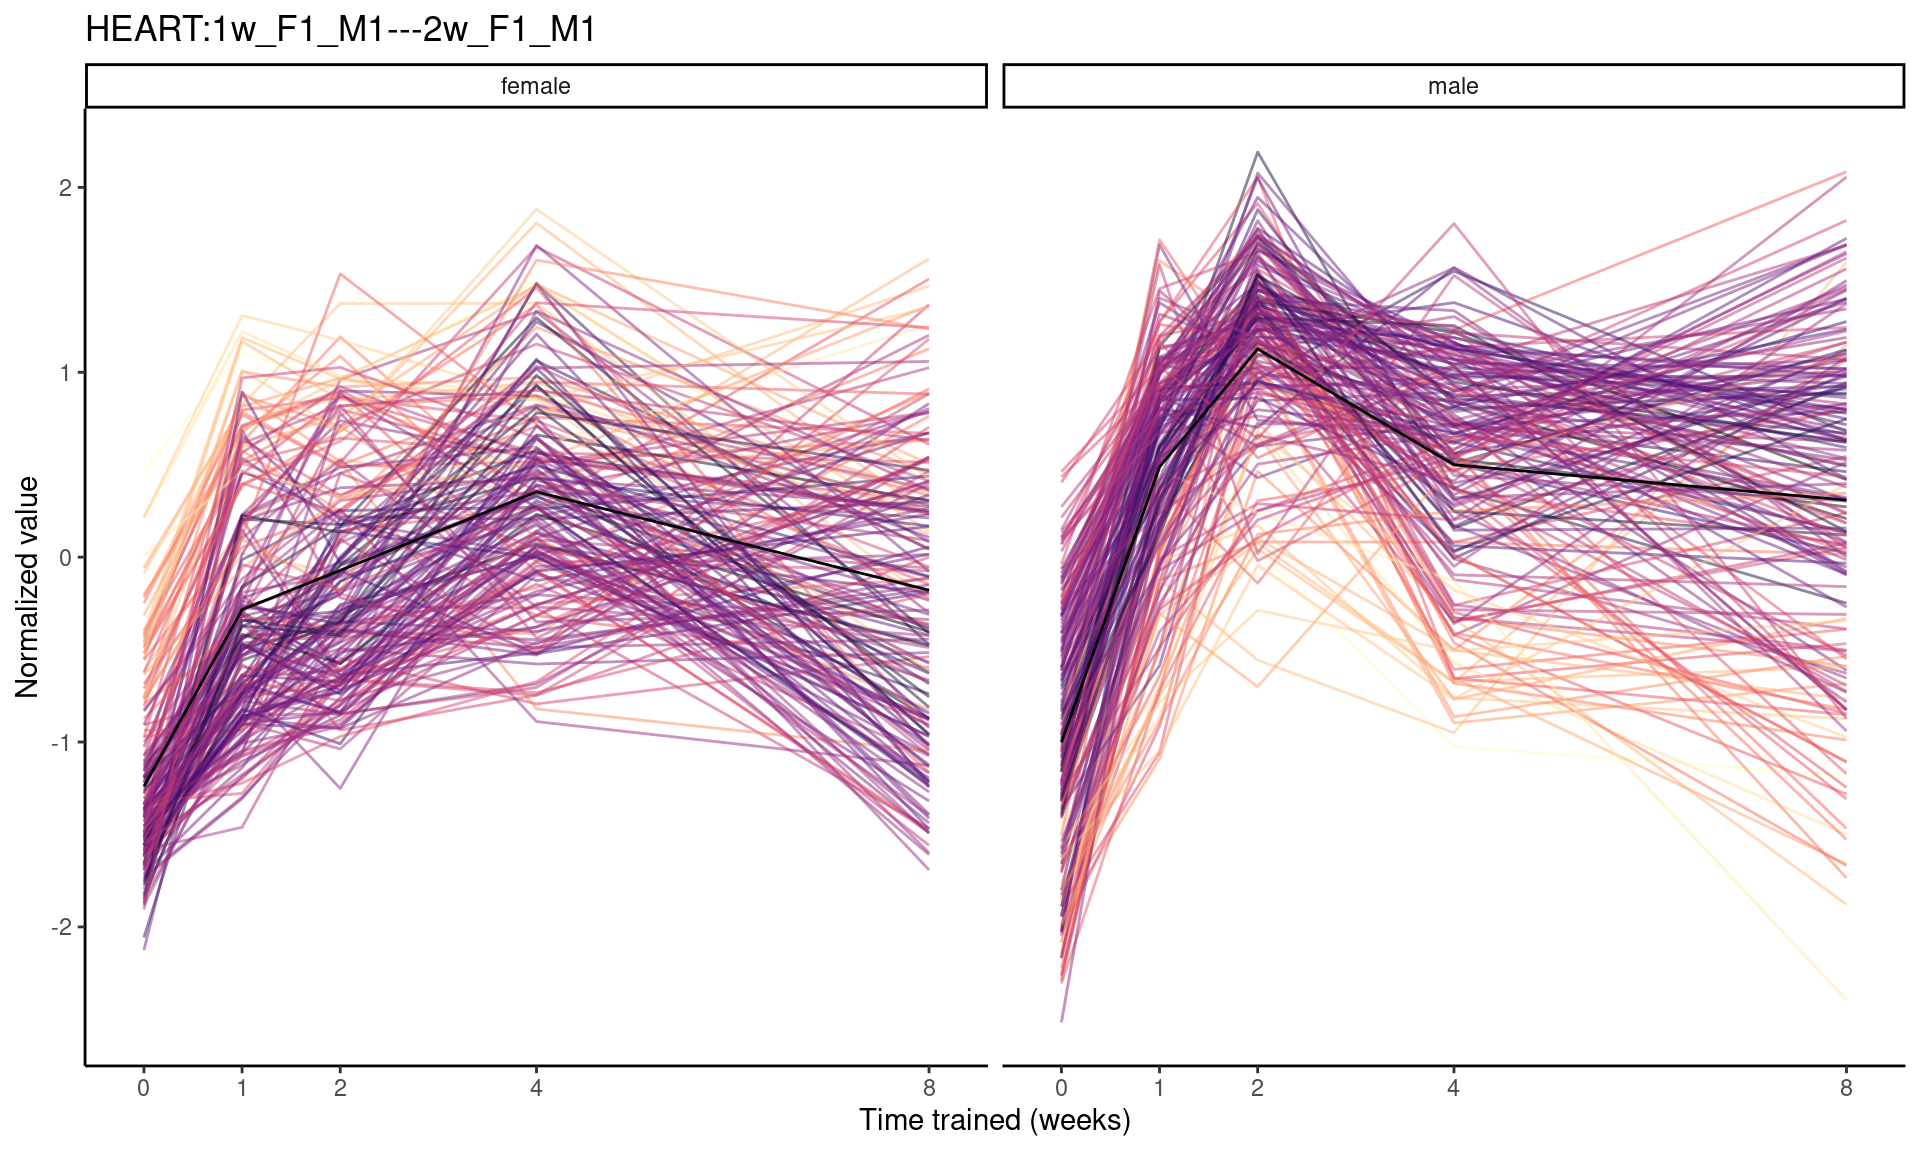 HEART:1w_F1_M1---2w_F1_M1
female
male
Normalized value
2
1
0
-1
-2
0 1 2 4 8
0 1 2 4 8
Time trained (weeks)